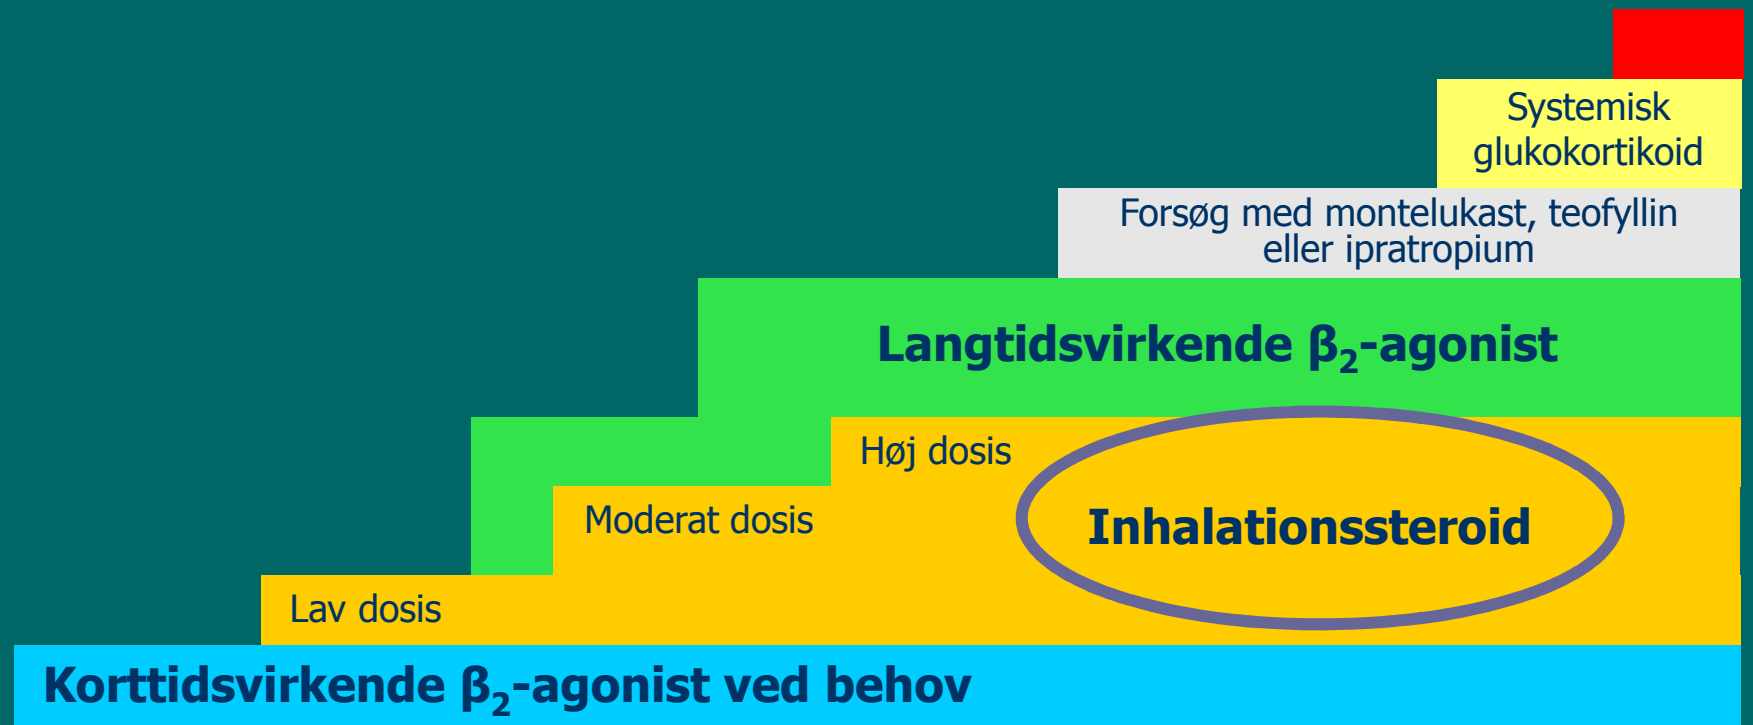 Systemisk
glukokortikoid
Forsøg med montelukast, teofyllin
eller ipratropium
Langtidsvirkende β₂-agonist
Høj dosis
Moderat dosis
Inhalationssteroid
Lav dosis
Korttidsvirkende β₂-agonist ved behov